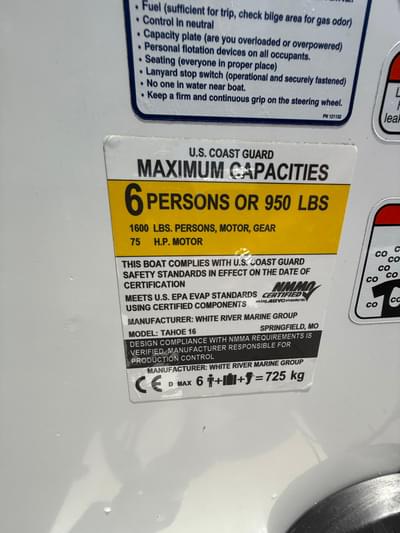 • Fuel (sufficient for trip, check bilge area for gas odor)
• Control in neutral
• Capacity plate (are you overloaded or overpowered)
• Personal flotation devices on all occupants.
• Seating (everyone in proper place)
• Lanyard stop switch (operational and securely fastened)
• No one in water near boat.
• Keep a firm and continuous grip on the steering wheel.
U.S. COAST GUARD
MAXIMUM CAPACITIES
6 PERSONS OR 950 LBS
1600 LBS. PERSONS, MOTOR, GEAR
75 H.P. MOTOR
THIS BOAT COMPLIES WITH U.S. COAST GUARD
SAFETY STANDARDS IN EFFECT ON THE DATE OF
CERTIFICATION
MEETS U.S. EPA EVAP STANDARDS
USING CERTIFIED COMPONENTS
NMMA
CERTIFIED
MANUFACTURER: WHITE RIVER MARINE GROUP
MODEL: TAHOE 16 SPRINGFIELD, MO
DESIGN COMPLIANCE WITH NMMA REQUIREMENTS IS
VERIFIED. MANUFACTURER RESPONSIBLE FOR
PRODUCTION CONTROL
MANUFACTURER: WHITE RIVER MARINE GROUP
CE D MAX 6 + + = 725 kg
CO
CO
CO
CO
CO CO
CO